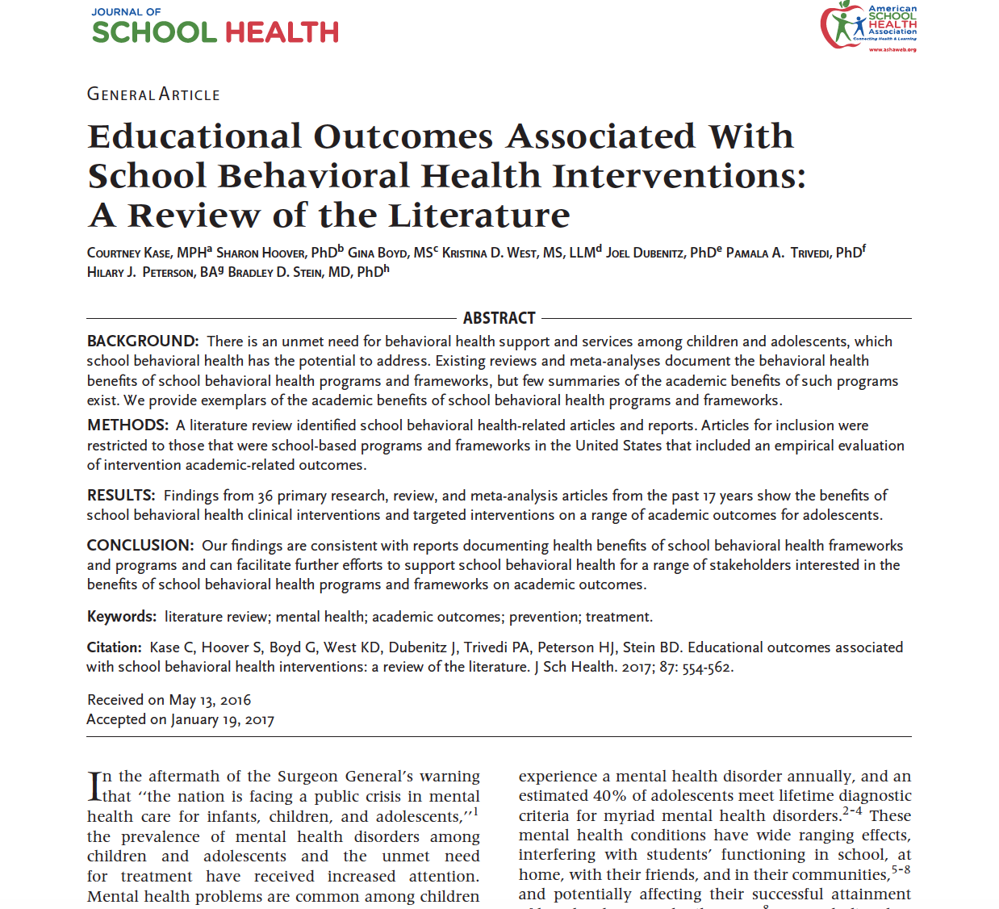 JOURNAL OF
SCHOOL HEALTH
American
SCHOOL
HEALTH
Association
Connecting Health & Learning
www.ashaweb.org
GENERAL ARTICLE
Educational Outcomes Associated With
School Behavioral Health Interventions:
A Review of the Literature
COURTNEY KASE, MPHa SHARON HOOVER, PhDb GINA BOYD, MSc KRISTINA D. WEST, MS, LLMd JOEL DUBENITZ, PhDe PAMALA A. TRIVEDI, PhDf
HILARY J. PETERSON, BAg BRADLEY D. STEIN, MD, PhDh
ABSTRACT
BACKGROUND: There is an unmet need for behavioral health support and services among children and adolescents, which
school behavioral health has the potential to address. Existing reviews and meta-analyses document the behavioral health
benefits of school behavioral health programs and frameworks, but few summaries of the academic benefits of such programs
exist. We provide exemplars of the academic benefits of school behavioral health programs and frameworks.
METHODS: A literature review identified school behavioral health-related articles and reports. Articles for inclusion were
restricted to those that were school-based programs and frameworks in the United States that included an empirical evaluation
of intervention academic-related outcomes.
RESULTS: Findings from 36 primary research, review, and meta-analysis articles from the past 17 years show the benefits of
school behavioral health clinical interventions and targeted interventions on a range of academic outcomes for adolescents.
CONCLUSION: Our findings are consistent with reports documenting health benefits of school behavioral health frameworks
and programs and can facilitate further efforts to support school behavioral health for a range of stakeholders interested in the
benefits of school behavioral health programs and frameworks on academic outcomes.
Keywords: literature review; mental health; academic outcomes; prevention; treatment.
Citation: Kase C, Hoover S, Boyd G, West KD, Dubenitz J, Trivedi PA, Peterson HJ, Stein BD. Educational outcomes associated
with school behavioral health interventions: a review of the literature. J Sch Health. 2017; 87: 554-562.
Received on May 13, 2016
Accepted on January 19, 2017
In the aftermath of the Surgeon General's warning
that ‘‘the nation is facing a public crisis in mental
health care for infants, children, and adolescents,’’1
the prevalence of mental health disorders among
children and adolescents and the unmet need
for treatment have received increased attention.
Mental health problems are common among children
experience a mental health disorder annually, and an
estimated 40% of adolescents meet lifetime diagnostic
criteria for myriad mental health disorders.2-4 These
mental health conditions have wide ranging effects,
interfering with students’ functioning in school, at
home, with their friends, and in their communities,5-8
and potentially affecting their successful attainment